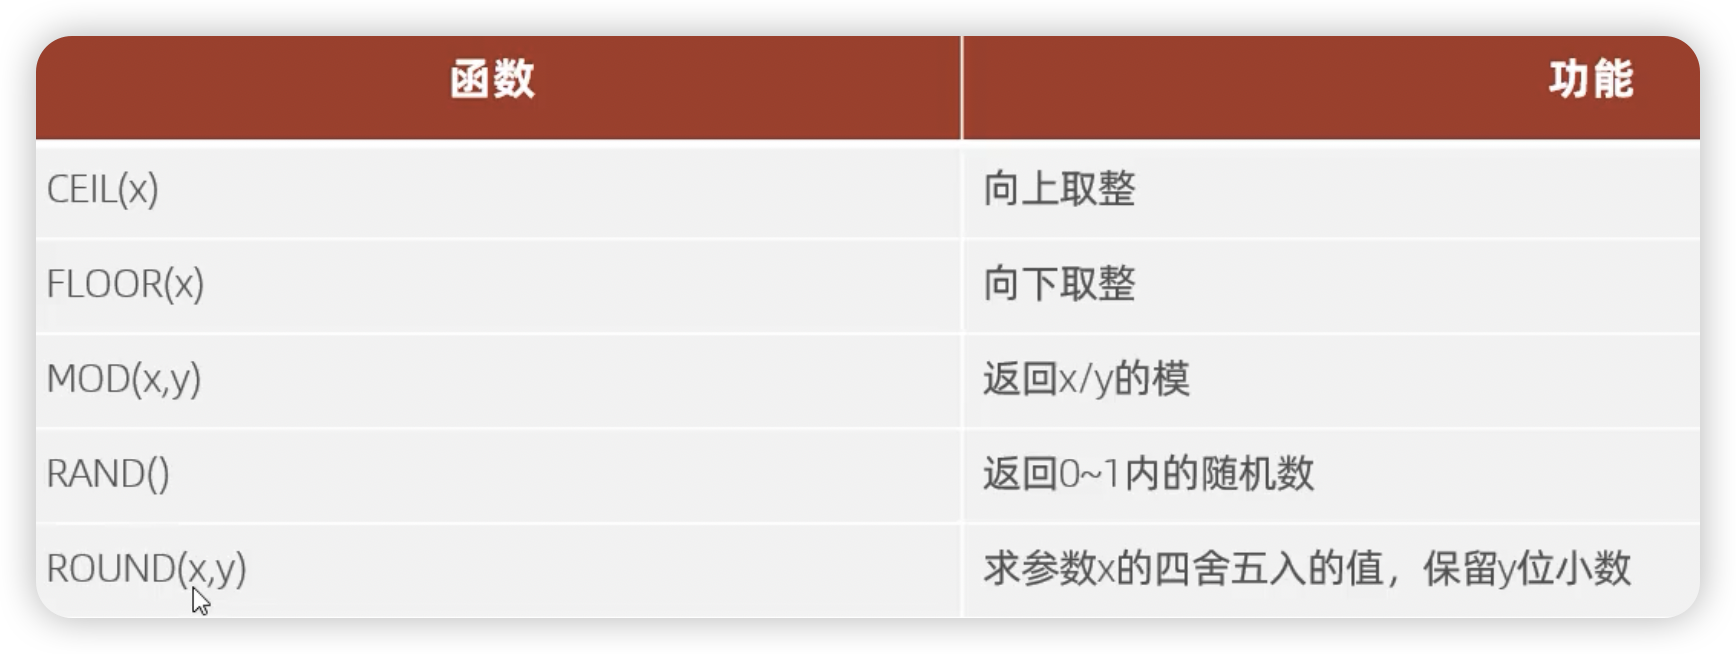 函数 功能
CEIL(x) 向上取整
FLOOR(x) 向下取整
MOD(x,y) 返回x/y的模
RAND() 返回0~1内的随机数
ROUND(x,y) 求参数x的四舍五入的值，保留y位小数